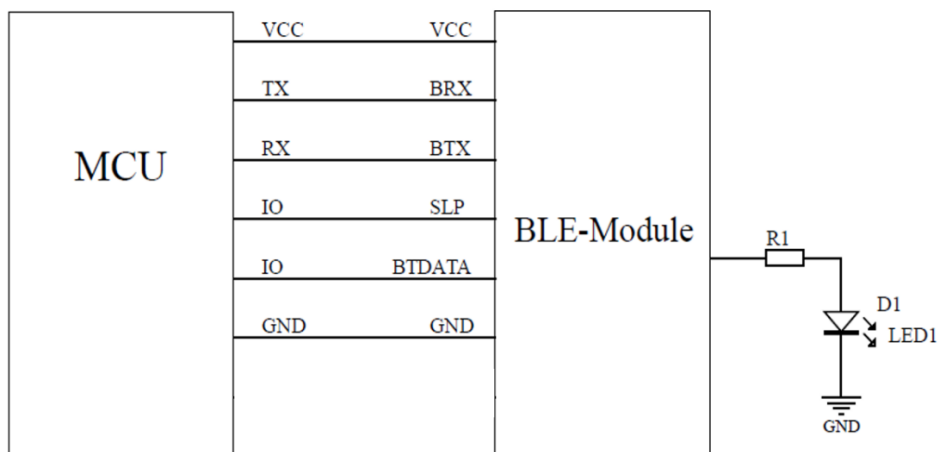 VCC VCC
TX BRX
MCU
RX BTX
IO SLP
BLE-Module
R1
IO BTDATA
D1
GND GND
LED1
GND